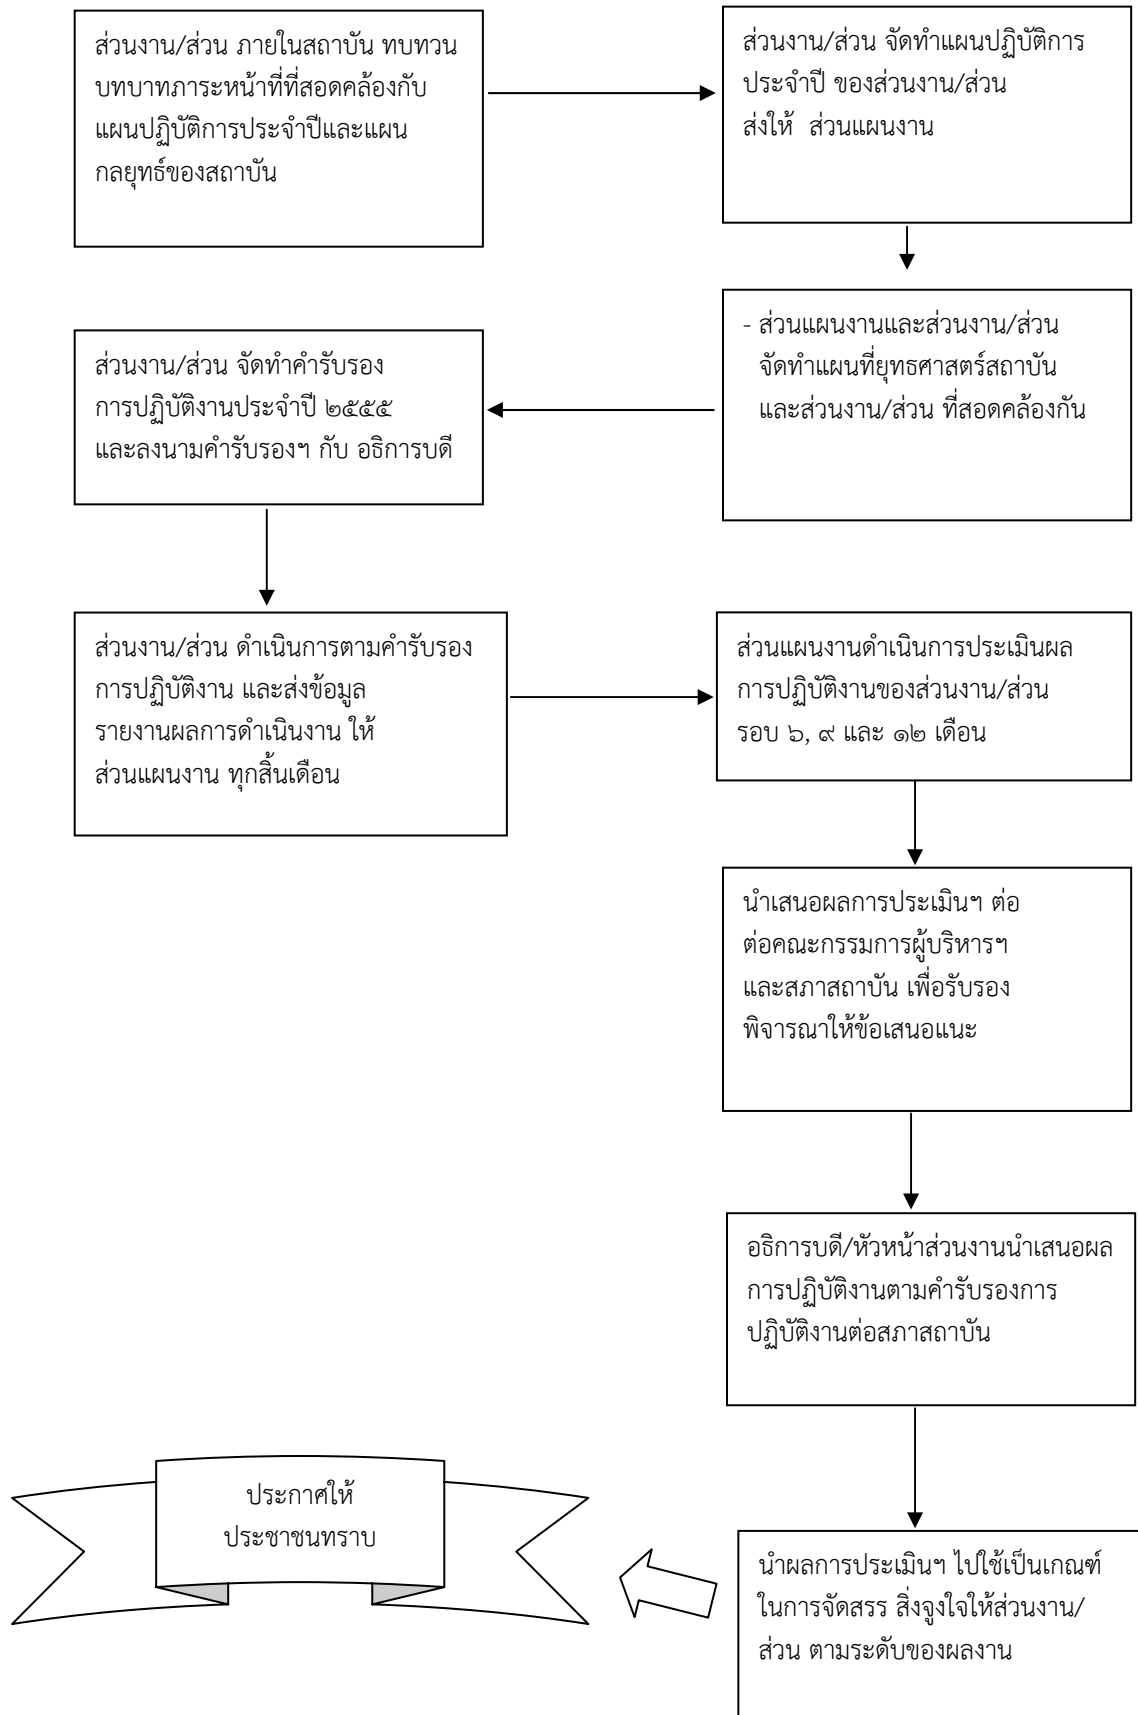 ส่วนงาน/ส่วน ภายในสถาบัน ทบทวน
บทบาทภาระหน้าที่ที่สอดคล้องกับ
แผนปฏิบัติการประจำปีและแผน
กลยุทธ์ของสถาบัน
ส่วนงาน/ส่วน จัดทำแผนปฏิบัติการ
ประจำปี ของส่วนงาน/ส่วน
ส่งให้ ส่วนแผนงาน
- ส่วนแผนงานและส่วนงาน/ส่วน
จัดทำแผนที่ยุทธศาสตร์สถาบัน
และส่วนงาน/ส่วน ที่สอดคล้องกัน
ส่วนงาน/ส่วน จัดทำคำรับรอง
การปฏิบัติงานประจำปี ๒๕๕๕
และลงนามคำรับรองฯ กับ อธิการบดี
ส่วนงาน/ส่วน ดำเนินการตามคำรับรอง
การปฏิบัติงาน และส่งข้อมูล
รายงานผลการดำเนินงาน ให้
ส่วนแผนงาน ทุกสิ้นเดือน
ส่วนแผนงานดำเนินการประเมินผล
การปฏิบัติงานของส่วนงาน/ส่วน
รอบ ๖, ๙ และ ๑๒ เดือน
นำเสนอผลการประเมินฯ ต่อ
ต่อคณะกรรมการผู้บริหารฯ
และสภาสถาบัน เพื่อรับรอง
พิจารณาให้ข้อเสนอแนะ
อธิการบดี/หัวหน้าส่วนงานนำเสนอผล
การปฏิบัติงานตามคำรับรองการ
ปฏิบัติงานต่อสภาสถาบัน
นำผลการประเมินฯ ไปใช้เป็นเกณฑ์
ในการจัดสรร สิ่งจูงใจให้ส่วนงาน/
ส่วน ตามระดับของผลงาน
ประกาศให้
ประชาชนทราบ